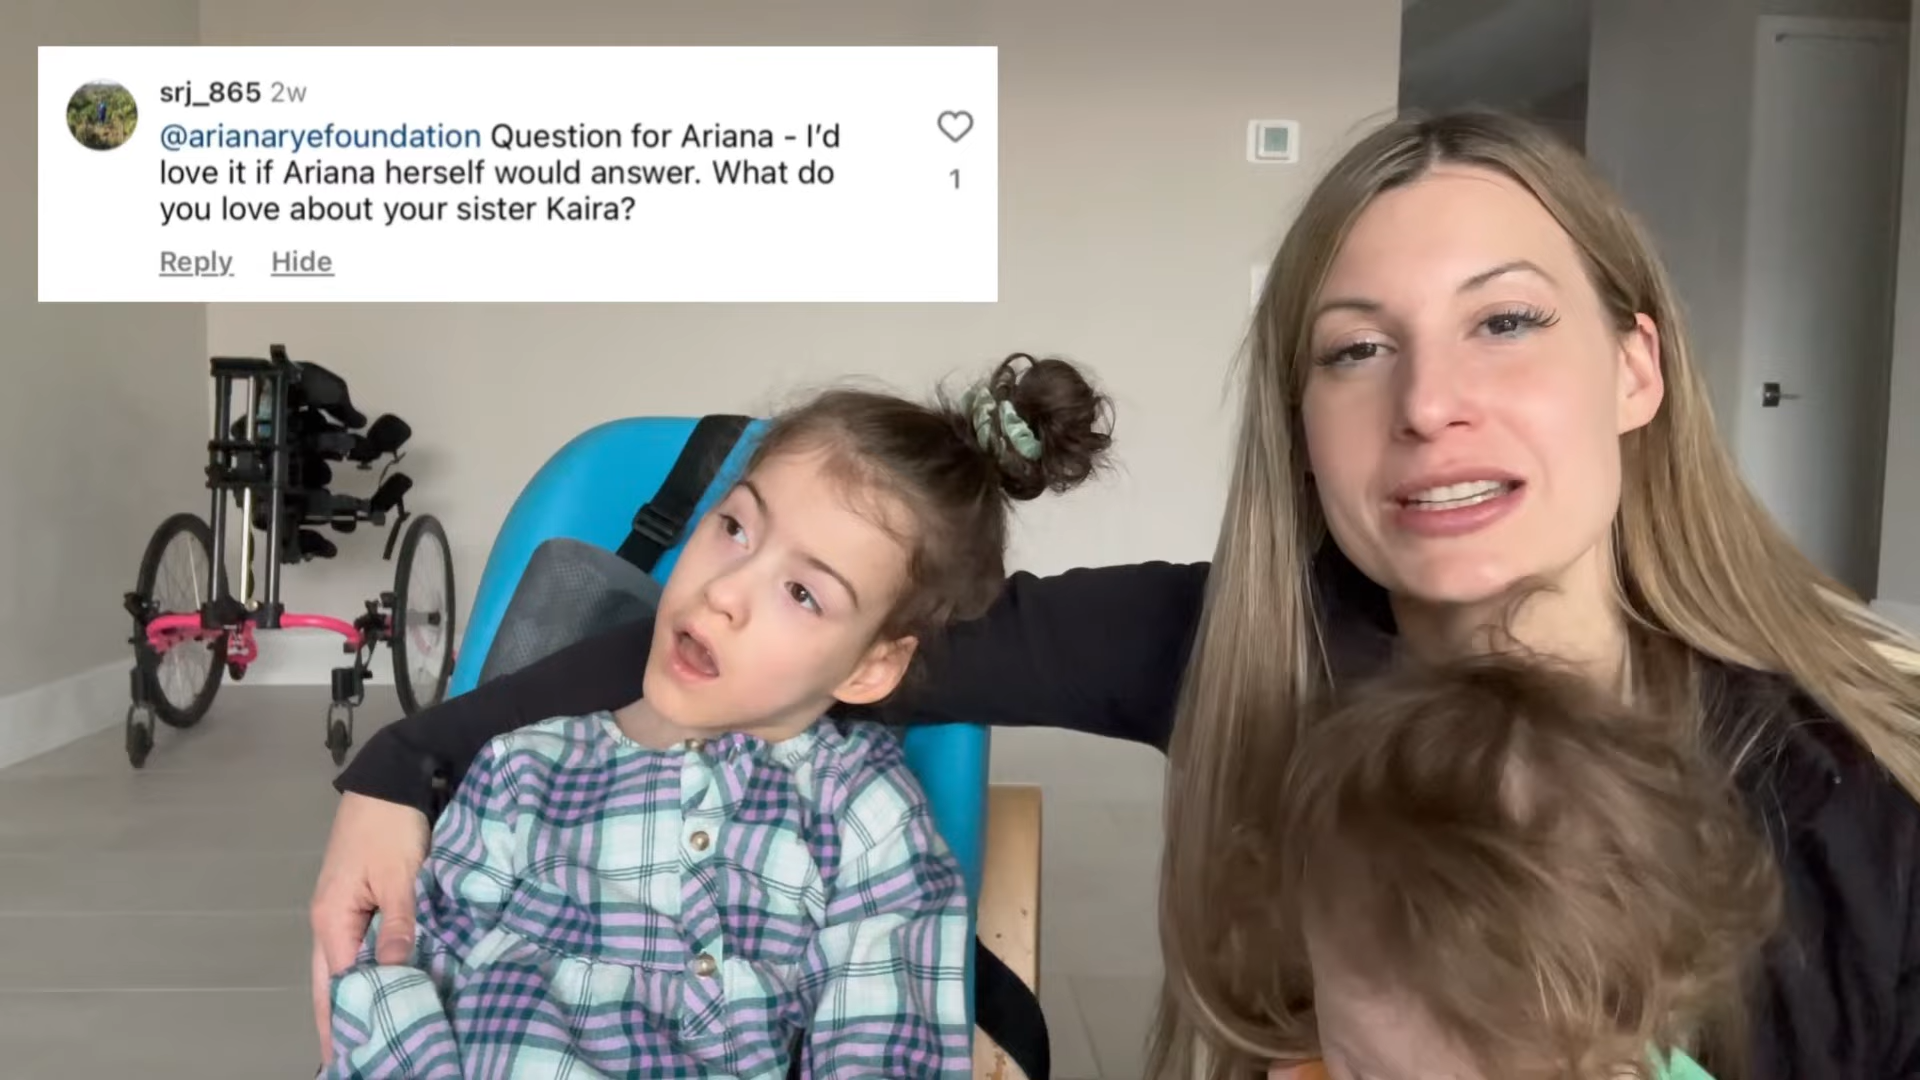 srj_865 2w
@arianaryefoundation Question for Ariana - I'd
love it if Ariana herself would answer. What do
you love about your sister Kaira?
1
Reply Hide